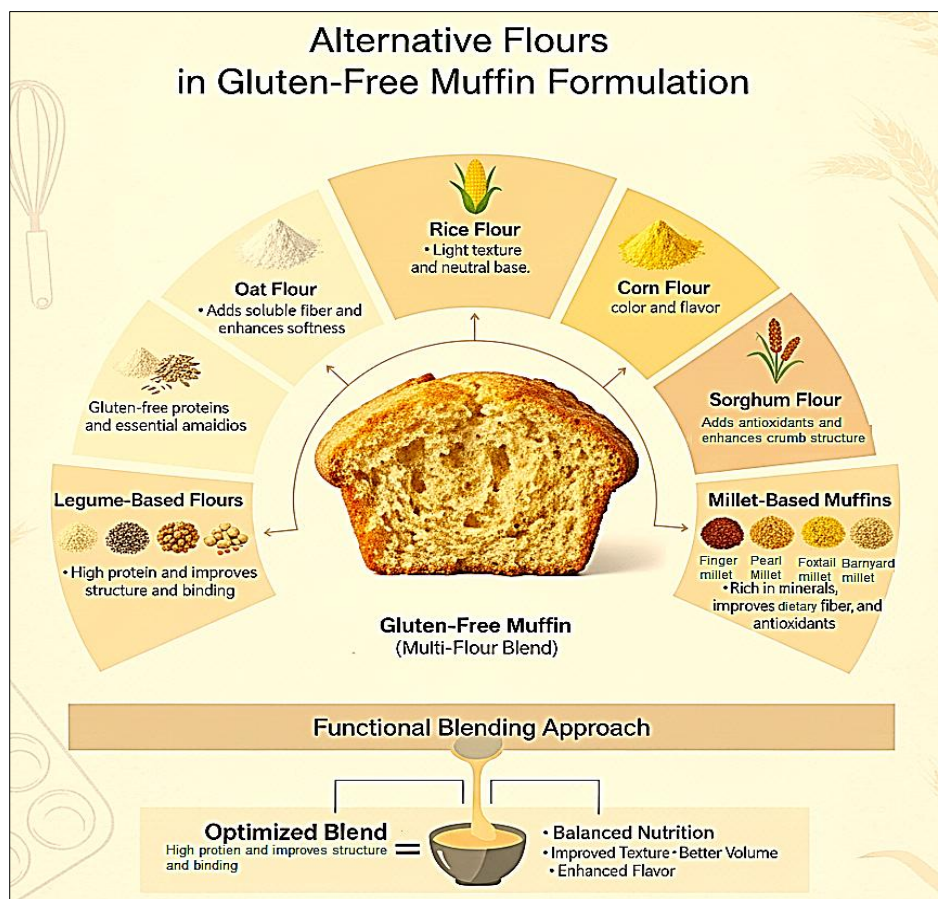 Alternative Flours
in Gluten-Free Muffin Formulation
Rice Flour
• Light texture
and neutral base.
Oat Flour
• Adds soluble fiber and
enhances softness
Corn Flour
color and flavor
Gluten-free proteins
and essential amaidios
Sorghum Flour
Adds antioxidants and
enhances crumb structure
Legume-Based Flours
• High protein and improves
structure and binding
Millet-Based Muffins
Finger
millet
Pearl
Millet
Foxtail
millet
Barnyard
millet
• Rich in minerals,
improves dietary fiber, and
antioxidants
Gluten-Free Muffin
(Multi-Flour Blend)
Functional Blending Approach
Optimized Blend
High protien and improves structure
and binding
=
• Balanced Nutrition
• Improved Texture • Better Volume
• Enhanced Flavor